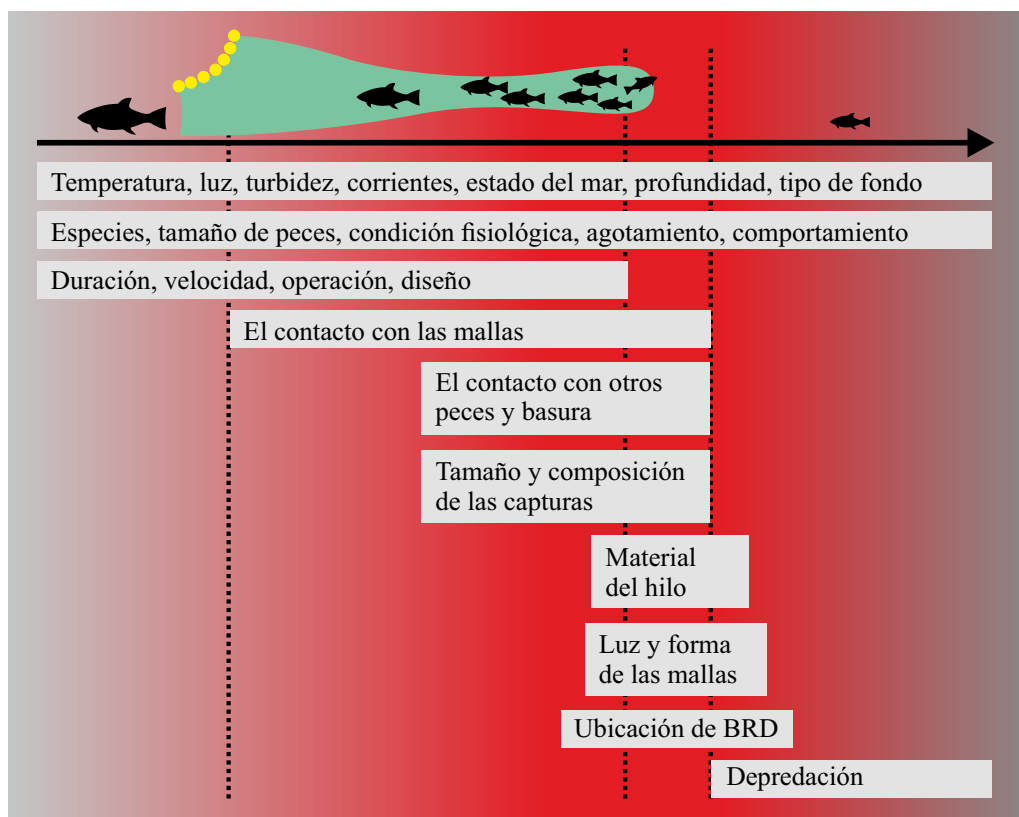 Temperatura, luz, turbidez, corrientes, estado del mar, profundidad, tipo de fondo
Especies, tamaño de peces, condición fisiológica, agotamiento, comportamiento
Duración, velocidad, operación, diseño
El contacto con las mallas
El contacto con otros
peces y basura
Tamaño y composición
de las capturas
Material
del hilo
Luz y forma
de las mallas
Ubicación de BRD
Depredación